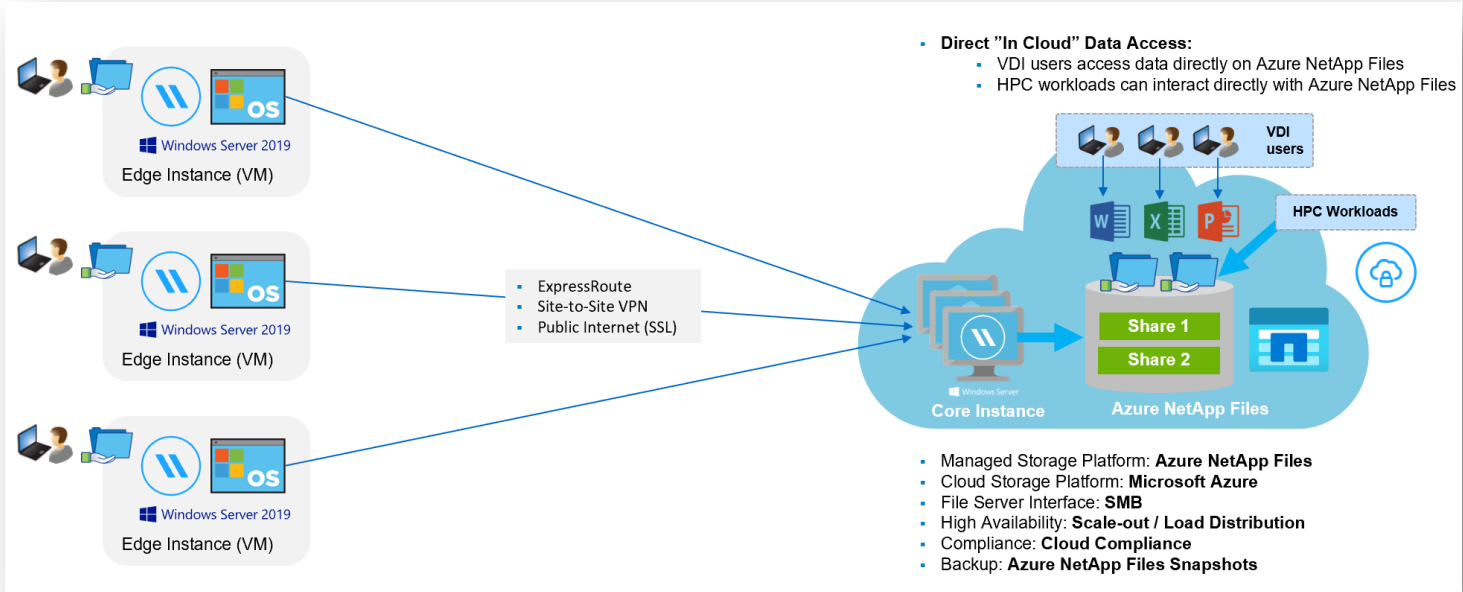 Direct ”In Cloud” Data Access:
VDI users access data directly on Azure NetApp Files
HPC workloads can interact directly with Azure NetApp Files
OS
Windows Server 2019
Edge Instance (VM)
OS
Windows Server 2019
Edge Instance (VM)
OS
Windows Server 2019
Edge Instance (VM)
ExpressRoute
Site-to-Site VPN
Public Internet (SSL)
VDI
users
W
X
P
HPC Workloads
Share 1
Share 2
Windows Server
Core Instance
Azure NetApp Files
Managed Storage Platform: Azure NetApp Files
Cloud Storage Platform: Microsoft Azure
File Server Interface: SMB
High Availability: Scale-out / Load Distribution
Compliance: Cloud Compliance
Backup: Azure NetApp Files Snapshots